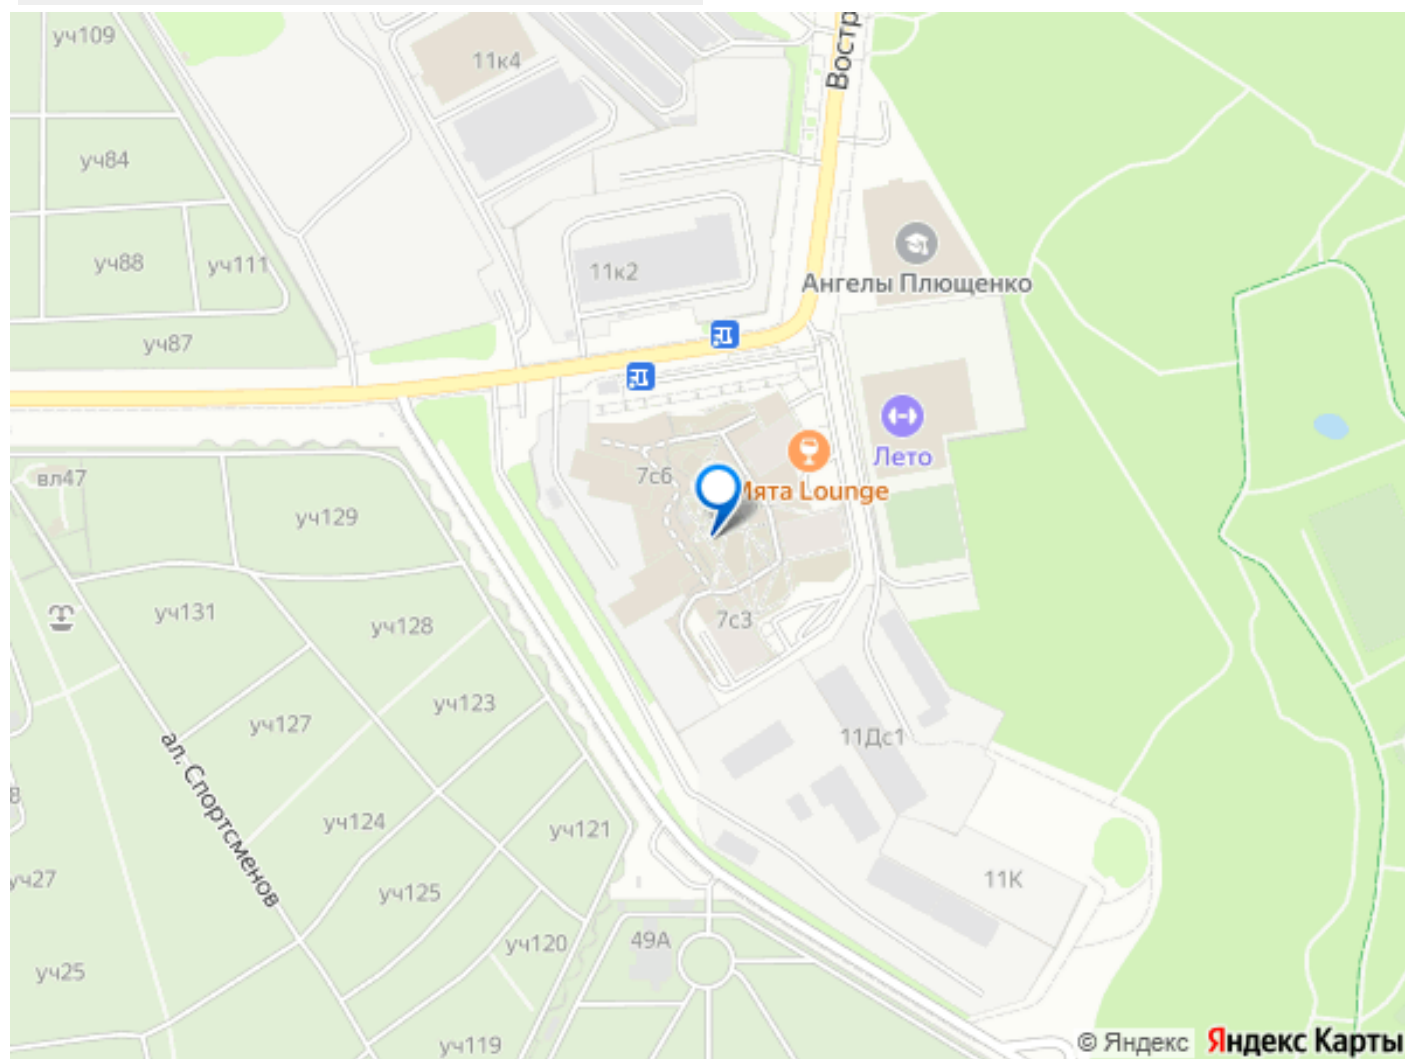 уч109
11к4
Востр
уч84
уч88
уч111
11к2
Ангелы Плющенко
уч87
вл47
7с6
Лето
Мята Lounge
уч129
уч131
уч128
7с3
уч123
уч127
11Дс1
ал. Спортсменов
8
уч124
уч121
уч27
уч125
11К
49А
уч120
уч25
уч119
© Яндекс Яндекс Карты